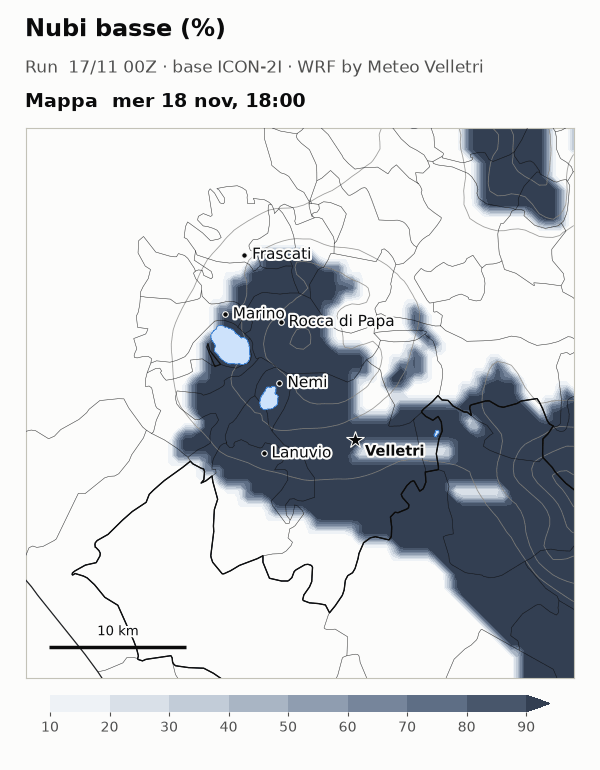 Nubi basse (%)
Run  17/11 00Z · base ICON-2I · WRF by Meteo Velletri
Mappa  mer 18 nov, 18:00
Frascati
Marino
Rocca di Papa
Nemi
Velletri
Lanuvio
10 km
10 20 30 40 50 60 70 80 90